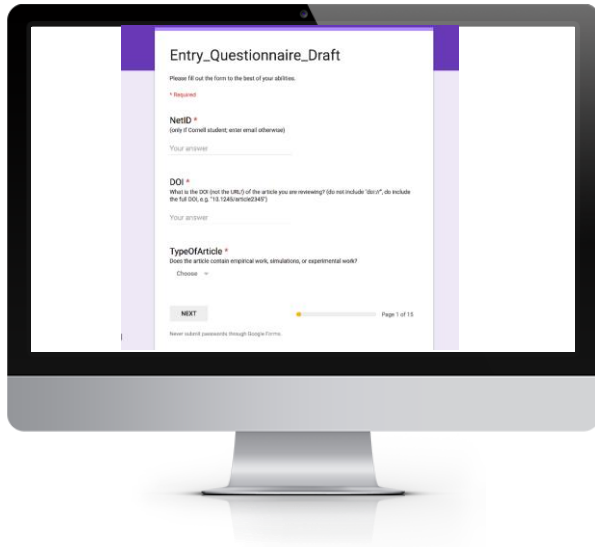 Entry_Questionnaire_Draft
Please fill out the form to the best of your abilities.
* Required
NetID *
(only if Cornell student; enter email otherwise)
Your answer
DOI *
What is the DOI (not the URL!) of the article you are reviewing? (do not include "doi://", do include
the full DOI, e.g. "10.1245/article2345")
Your answer
TypeOfArticle *
Does the article contain empirical work, simulations, or experimental work?
Choose
NEXT
Page 1 of 15
Never submit passwords through Google Forms.